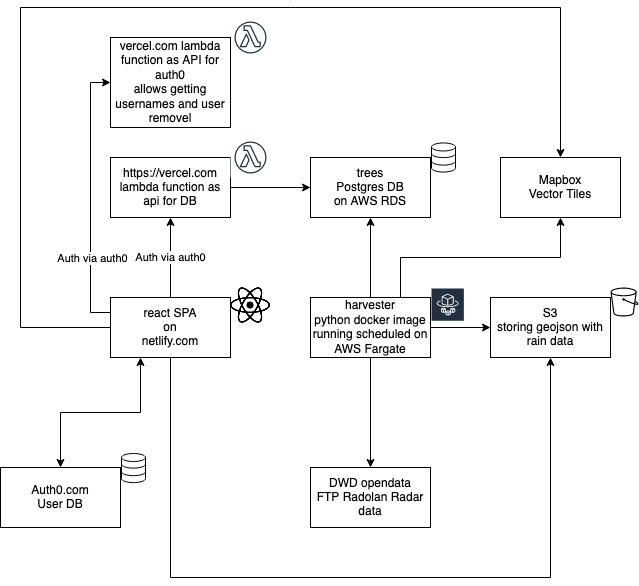 vercel.com lambda
function as API for
auth0
allows getting
usernames and user
removel
https://vercel.com
lambda function as
api for DB
trees
Postgres DB
on AWS RDS
Mapbox
Vector Tiles
Auth via auth0
Auth via auth0
react SPA
on
netlify.com
harvester
python docker image
running scheduled on
AWS Fargate
S3
storing geojson with
rain data
Auth0.com
User DB
DWD opendata
FTP Radolan Radar
data